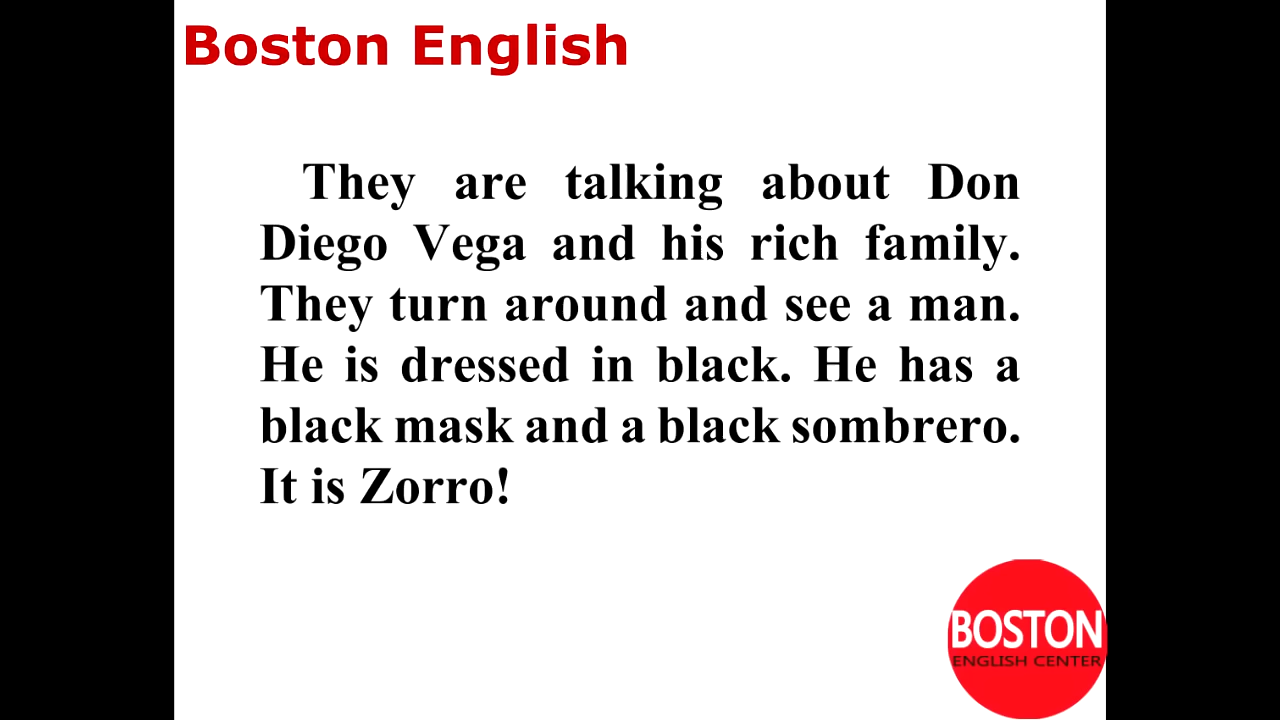 Boston English
They are talking about Don
Diego Vega and his rich family.
They turn around and see a man.
He is dressed in black. He has a
black mask and a black sombrero.
It is Zorro!
BOSTON
ENGLISH CENTER